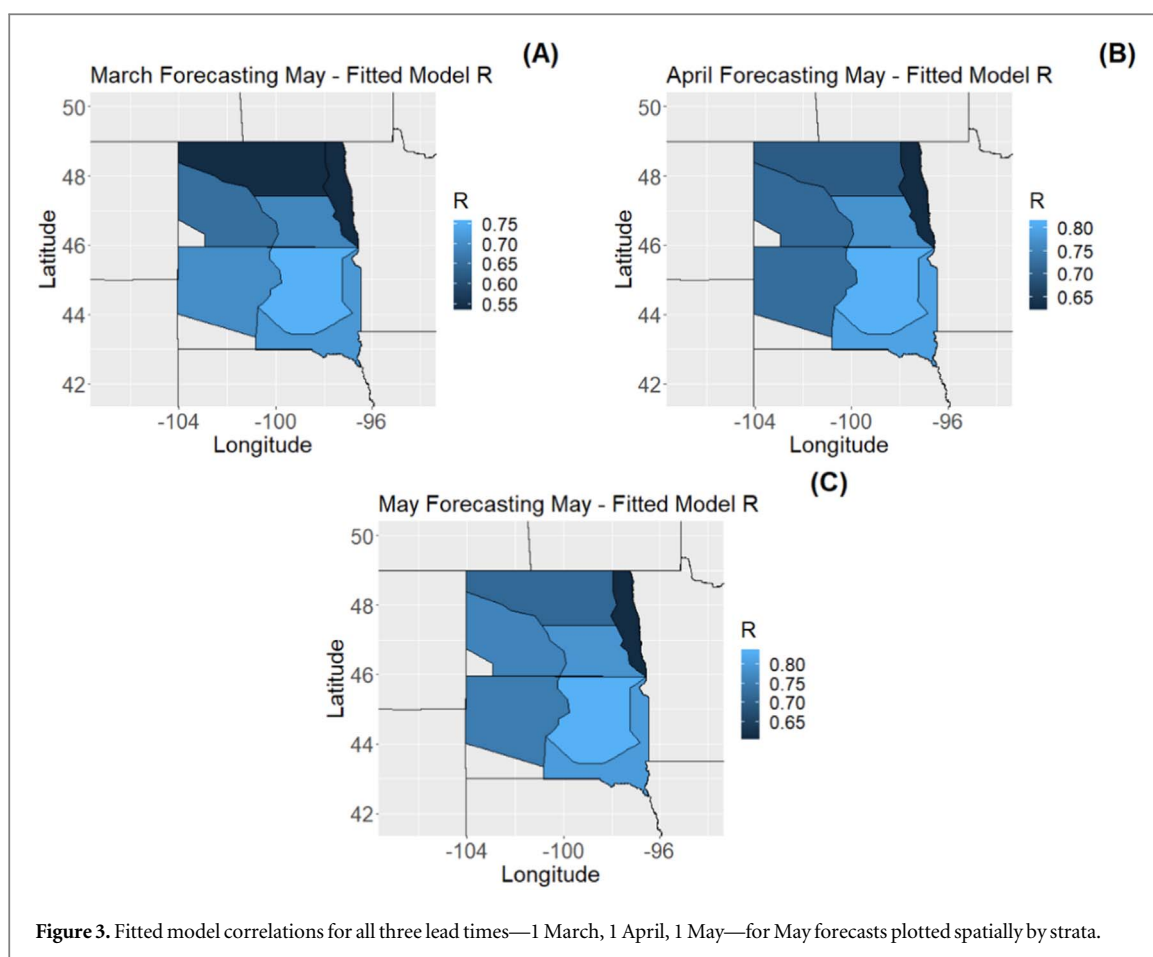 (A)
March Forecasting May - Fitted Model R
50
48
46
44
42
Latitude
-104
-100
-96
Longitude
R
0.75
0.70
0.65
0.60
0.55
(B)
April Forecasting May - Fitted Model R
50
48
46
44
42
Latitude
-104
-100
-96
Longitude
R
0.80
0.75
0.70
0.65
(C)
May Forecasting May - Fitted Model R
50
48
46
44
42
Latitude
-104
-100
-96
Longitude
R
0.80
0.75
0.70
0.65
Figure 3. Fitted model correlations for all three lead times—1 March, 1 April, 1 May—for May forecasts plotted spatially by strata.